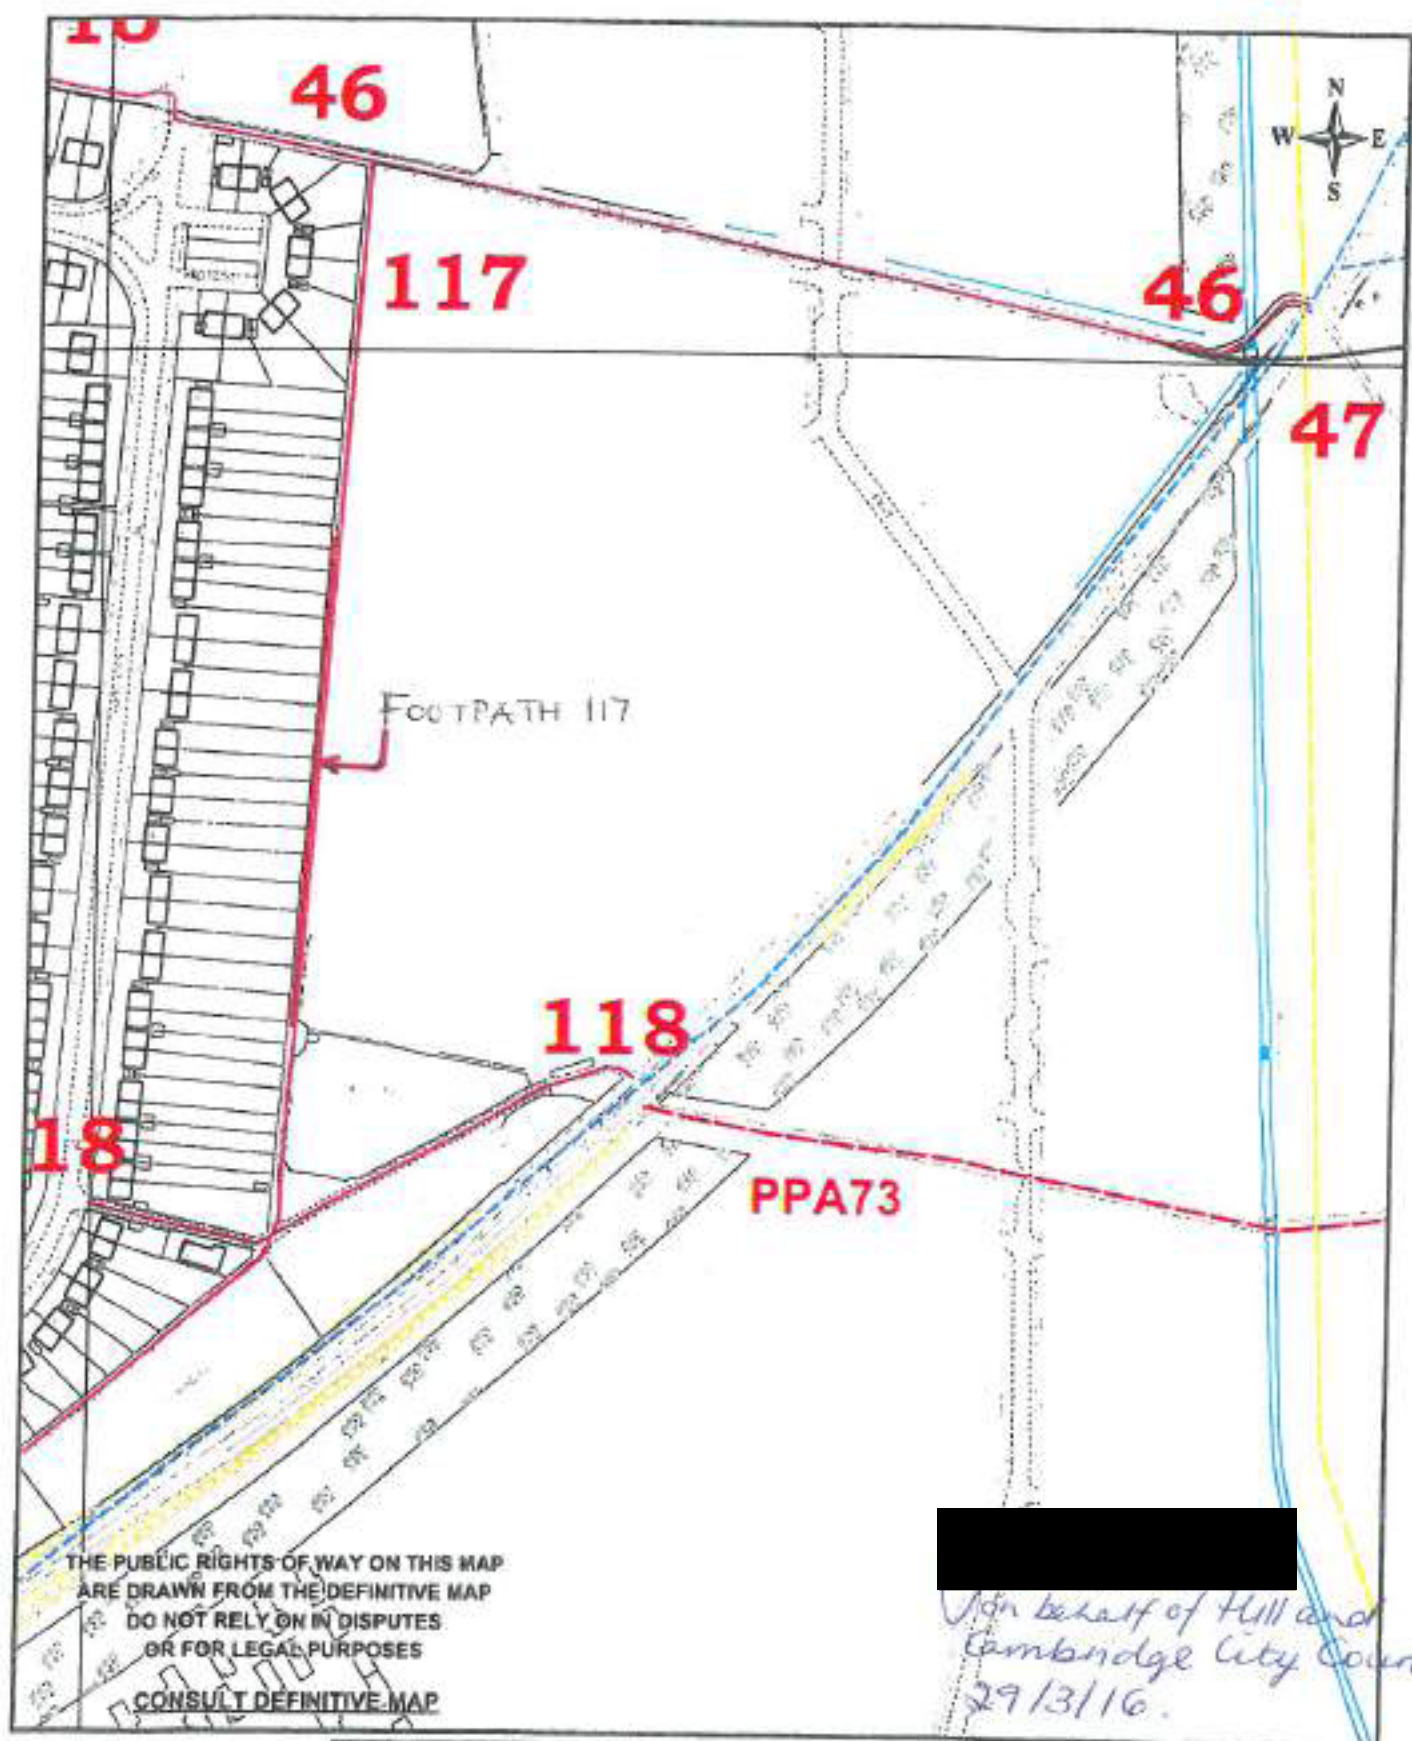 46
N
W E
S
117
46
47
FOOTPATH 117
118
18
PPA73
THE PUBLIC RIGHTS OF WAY ON THIS MAP
ARE DRAWN FROM THE DEFINITIVE MAP
DO NOT RELY ON IN DISPUTES
OR FOR LEGAL PURPOSES
CONSULT DEFINITIVE MAP
on behalf of Hill and
Cambridge City Coun
29/3/16.